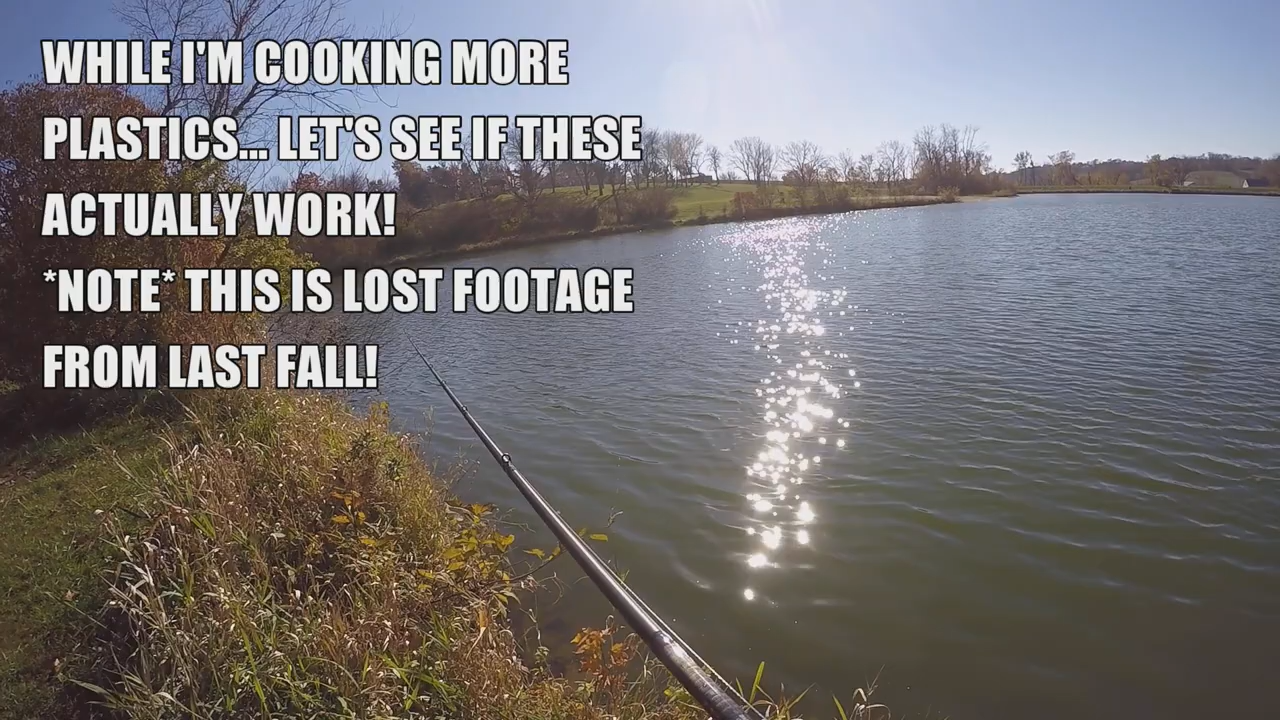 WHILE I'M COOKING MORE
PLASTICS... LET'S SEE IF THESE
ACTUALLY WORK!
*NOTE* THIS IS LOST FOOTAGE
FROM LAST FALL!